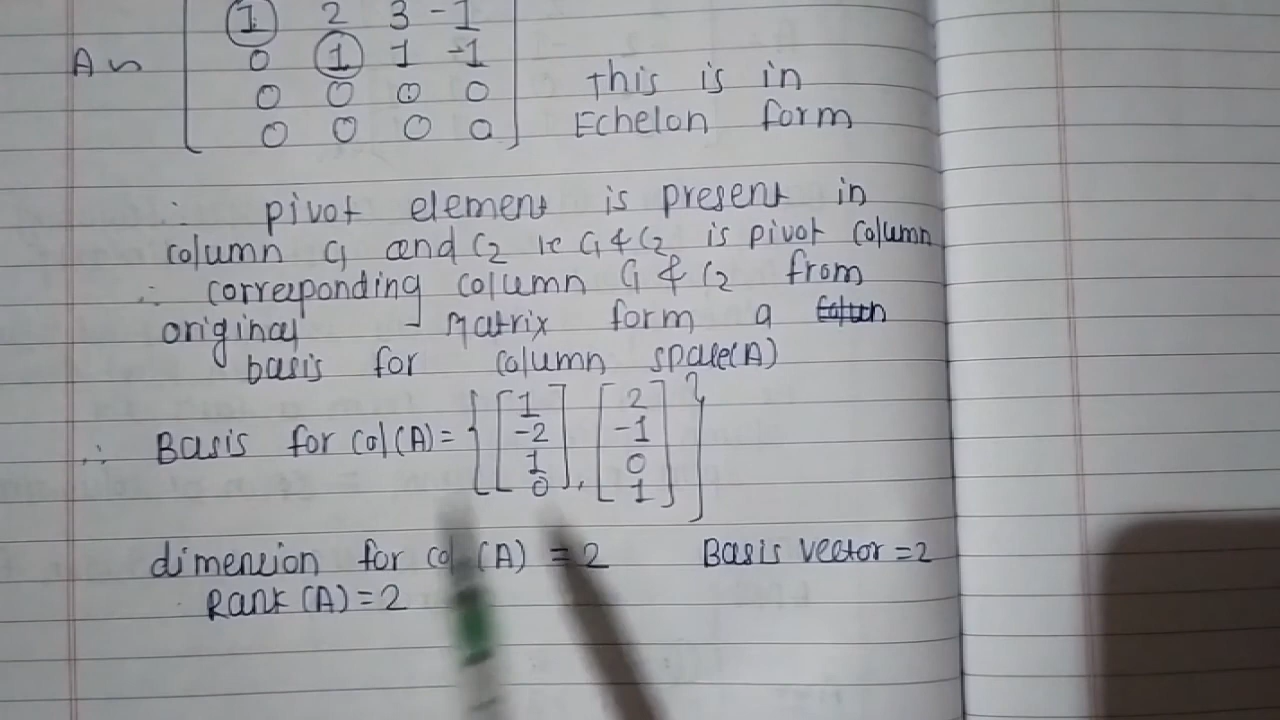 1 2 3 -1
A ~ 0 1 1 -1
0 0 0 0
0 0 0 0
This is in
Echelon form
∴ pivot element is present in
column C1 and C2 ie C1 & C2 is pivot column
∴ corresponding column C1 & C2 from
original matrix form a
basis for column space(A)
∴ Basis for col(A) = { [1 -2 1 0], [2 -1 0 1] }
dimension for col (A) = 2 Basis vector = 2
Rank (A) = 2